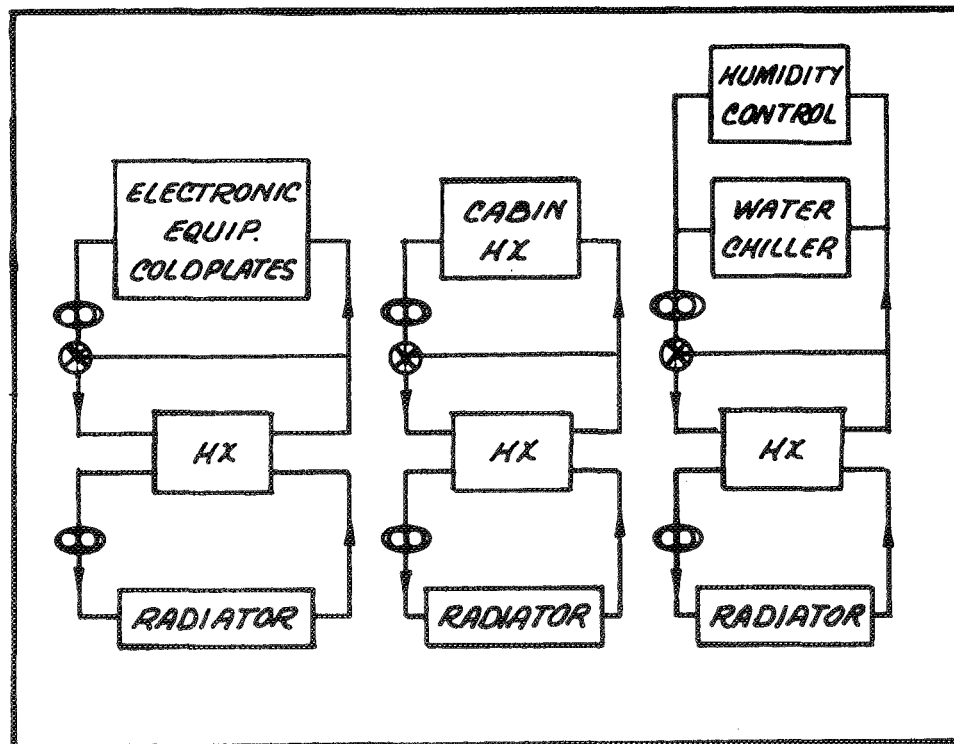 ELECTRONIC
EQUIP.
COLDPLATES
HX
RADIATOR
CABIN
HX
HX
RADIATOR
HUMIDITY
CONTROL
WATER
CHILLER
HX
RADIATOR